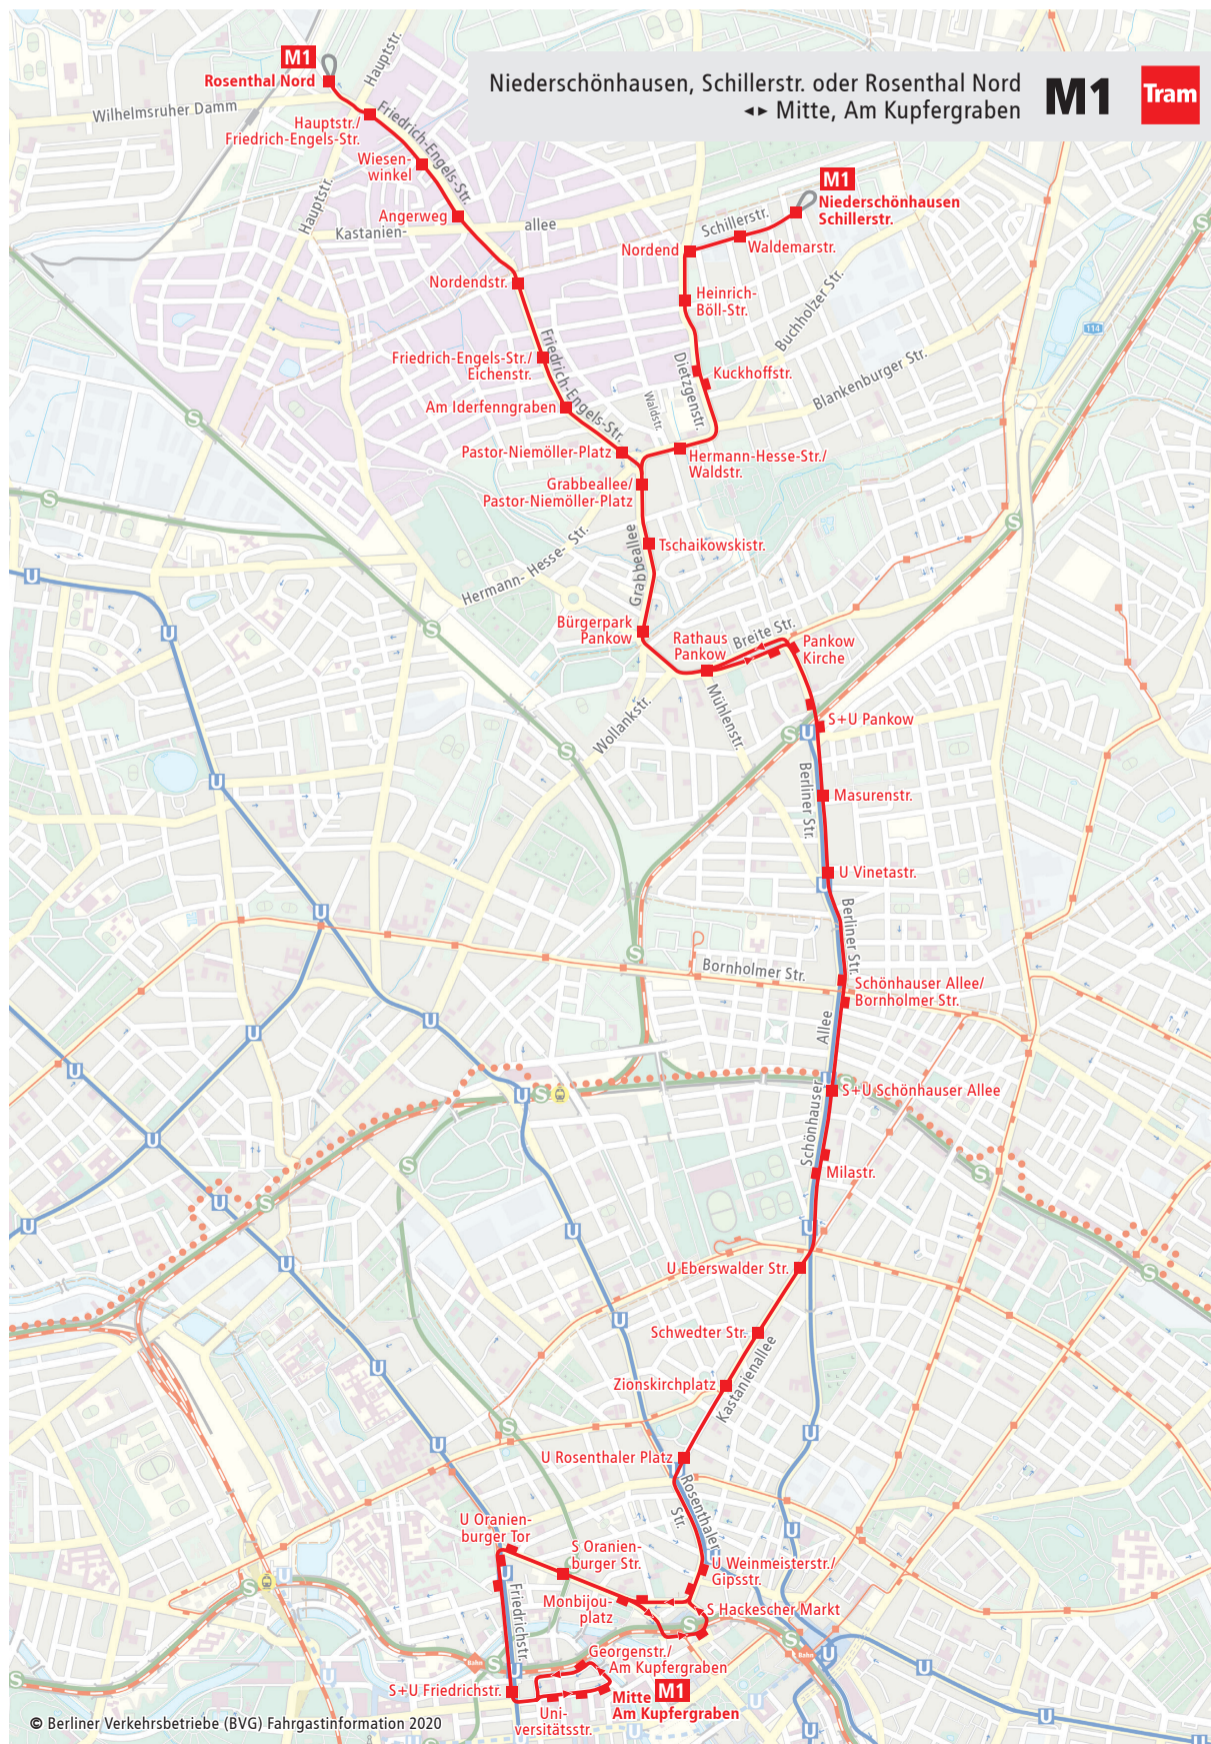 Niederschönhausen, Schillerstr. oder Rosenthal Nord
◄► Mitte, Am Kupfergraben
M1
Tram
M1
Rosenthal Nord
Hauptstr.
Wilhelmsruher Damm
Hauptstr./
Friedrich-Engels-Str.
Friedrich-Engels-Str.
Wiesen-
winkel
Hauptstr.
Angerweg
Kastanien-
allee
M1
Niederschönhausen
Schillerstr.
Schillerstr.
Nordend
Waldemarstr.
Nordendstr.
Heinrich-
Böll-Str.
Buchholzer Str.
114
Friedrich-Engels-Str./
Eichenstr.
Friedrich-Engels-Str.
Dietzgenstr.
Kuckhoffstr.
Blankenburger Str.
Waldstr.
Am Iderfenngraben
Pastor-Niemöller-Platz
Hermann-Hesse-Str./
Waldstr.
Grabbeallee/
Pastor-Niemöller-Platz
Tschaikowskistr.
Grabbeallee
Hermann- Hesse- Str.
Bürgerpark
Pankow
Rathaus
Pankow
Breite Str.
Pankow
Kirche
Wollankstr.
Mühlenstr.
S+U Pankow
Berliner Str.
Masurenstr.
U Vinetastr.
Berliner Str.
Bornholmer Str.
Schönhauser Allee/
Bornholmer Str.
Allee
Schönhauser
S+U Schönhauser Allee
Milastr.
U Eberswalder Str.
Schwedter Str.
Kastanienallee
Zionskirchplatz
U Rosenthaler Platz
Rosenthaler
Str.
U Oranien-
burger Tor
S Oranien-
burger Str.
U Weinmeisterstr./
Gipsstr.
Monbijou-
platz
S Hackescher Markt
Friedrichstr.
Georgenstr./
Am Kupfergraben
Bahn
Bahn
S+U Friedrichstr.
Mitte M1
Am Kupfergraben
Uni-
versitätsstr.
© Berliner Verkehrsbetriebe (BVG) Fahrgastinformation 2020